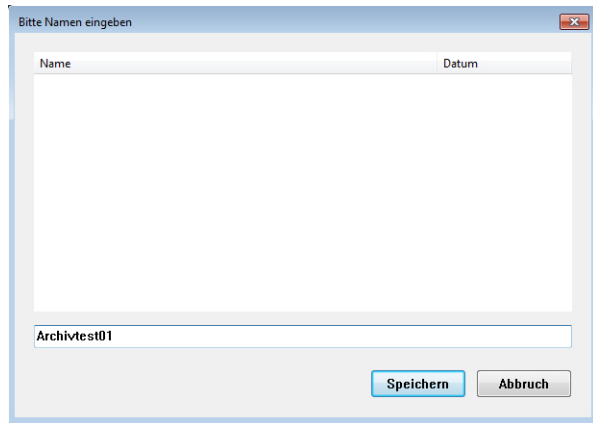 Bitte Namen eingeben
Name Datum
Archivtest01
Speichern Abbruch